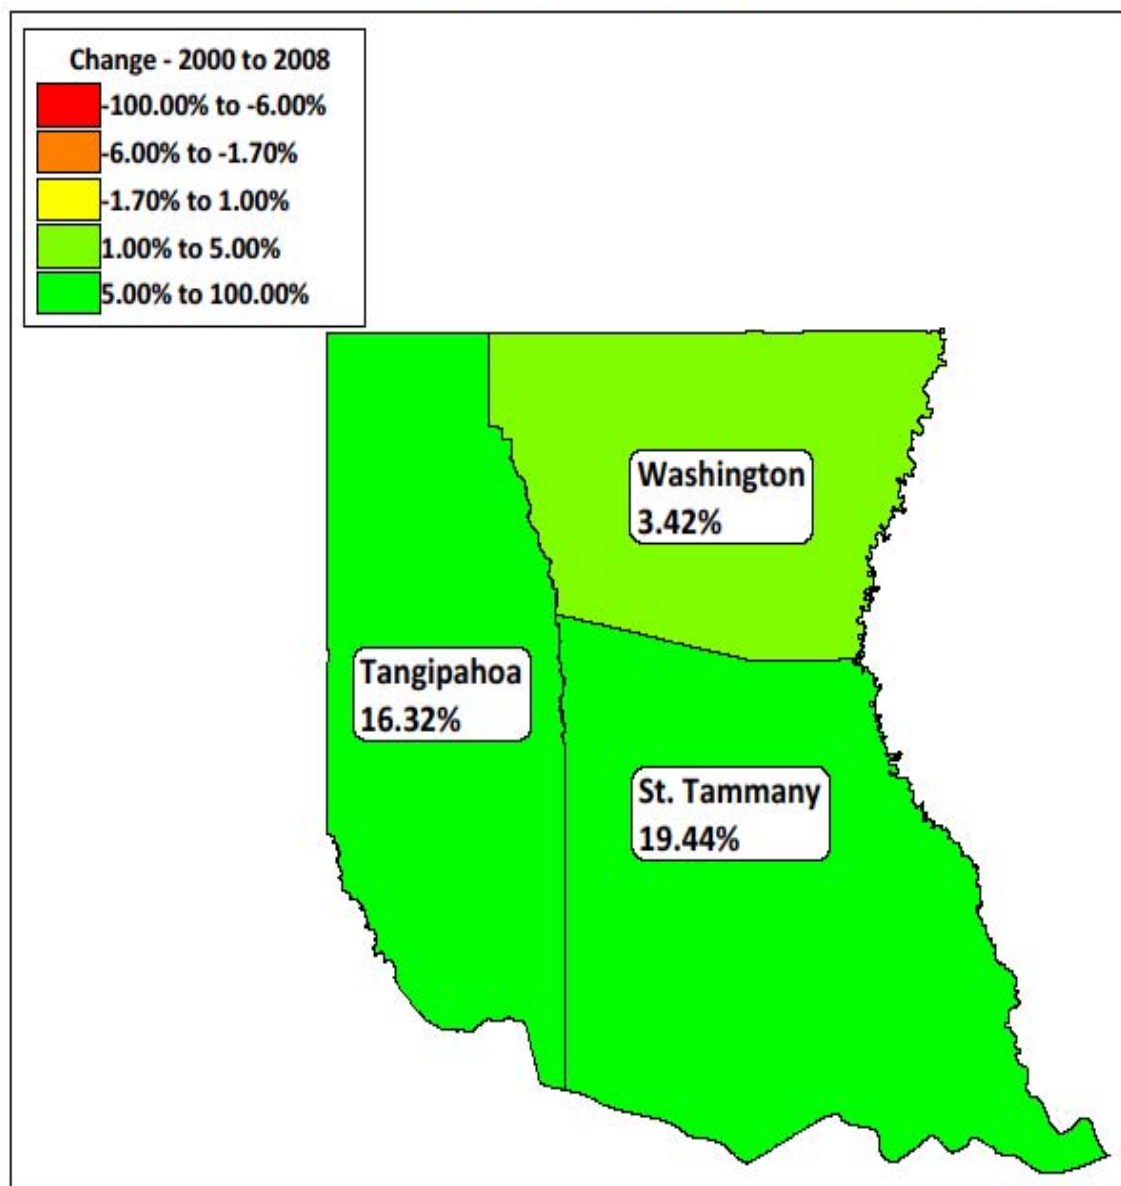 Change - 2000 to 2008
-100.00% to -6.00%
-6.00% to -1.70%
-1.70% to 1.00%
1.00% to 5.00%
5.00% to 100.00%
Washington
3.42%
Tangipahoa
16.32%
St. Tammany
19.44%